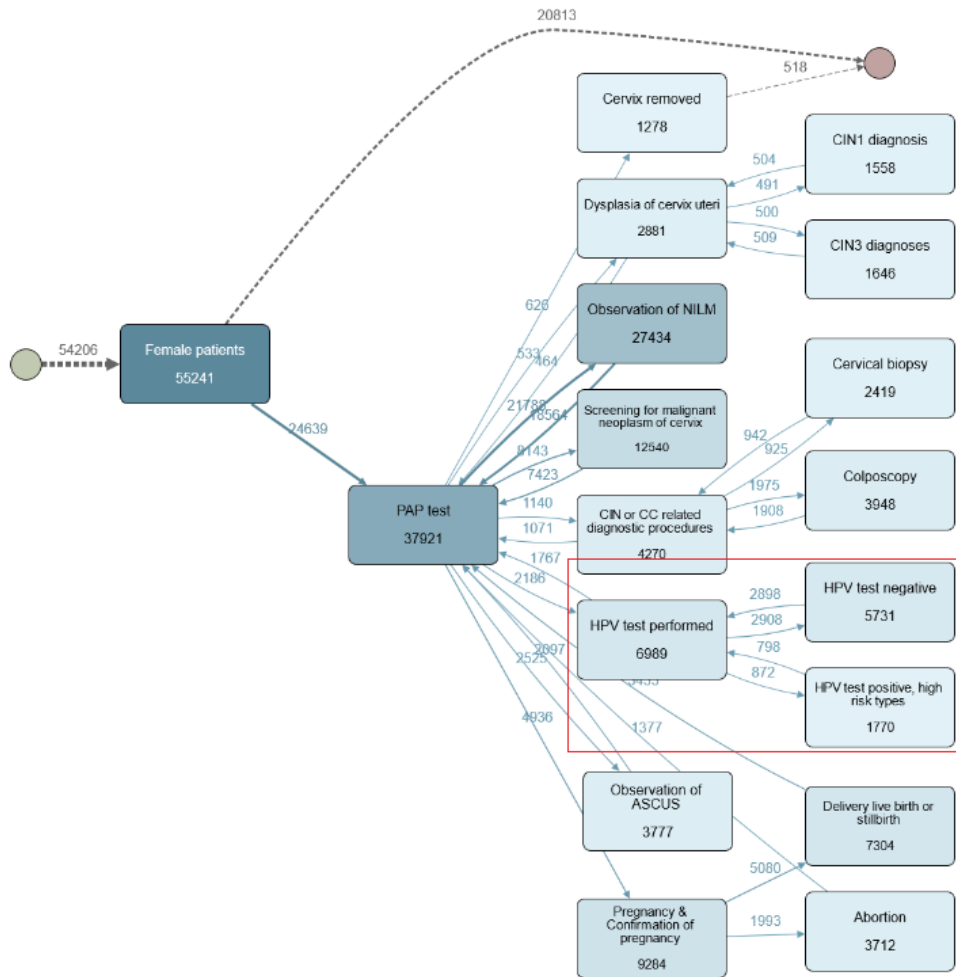 20813
518
Cervix removed
1278
CIN1 diagnosis
1558
504
491
Dysplasia of cervix uteri
2881
500
509
CIN3 diagnoses
1646
626
Observation of NILM
27434
54206
Female patients
55241
533
464
Cervical biopsy
2419
21788
18564
Screening for malignant
neoplasm of cervix
12540
24639
8143
7423
942
925
PAP test
37921
1140
1071
CIN or CC related
diagnostic procedures
4270
1975
1908
Colposcopy
3948
1767
2186
HPV test performed
6989
2898
2908
HPV test negative
5731
2097
2525
798
872
HPV test positive, high
risk types
1770
4936
1377
Observation of
ASCUS
3777
Delivery live birth or
stillbirth
7304
5080
Pregnancy &
Confirmation of
pregnancy
9284
1993
Abortion
3712